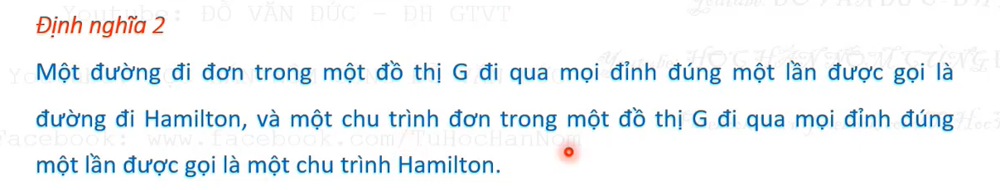 Youtube: ĐỖ VĂN ĐỨC – ĐH GTVT
Định nghĩa 2
Một đường đi đơn trong một đồ thị G đi qua mọi đỉnh đúng một lần được gọi là
đường đi Hamilton, và một chu trình đơn trong một đồ thị G đi qua mọi đỉnh đúng
Facebook: www.facebook.com/TuHocHanNom
một lần được gọi là một chu trình Hamilton.